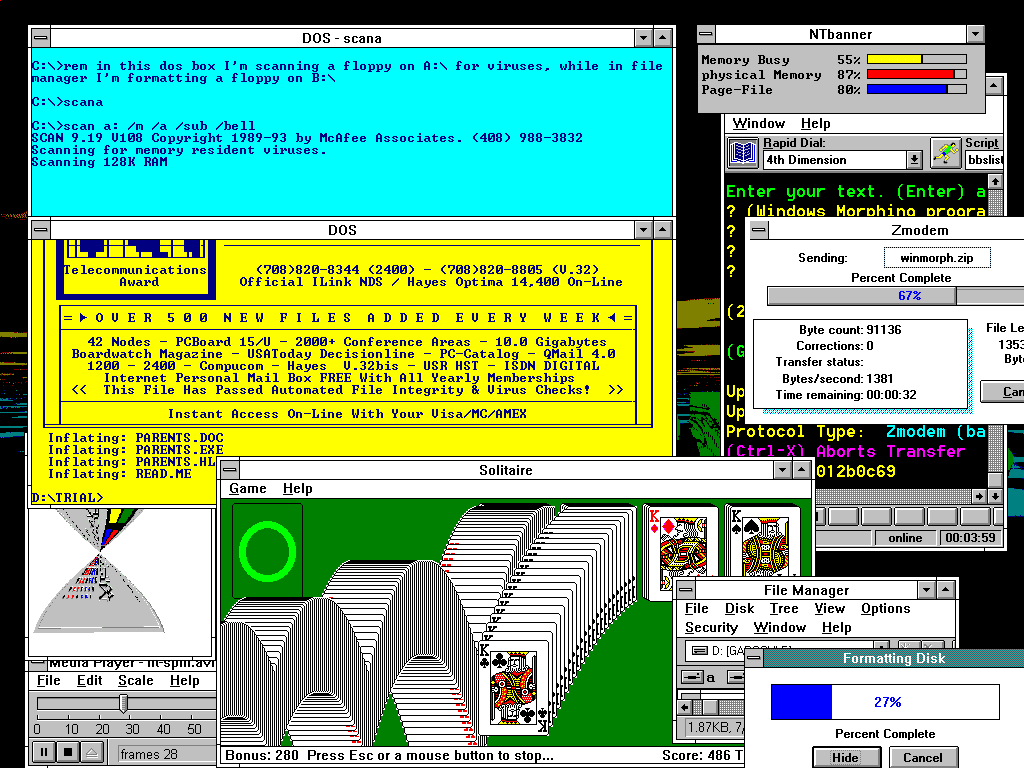 DOS - scana
C:\>rem in this dos box I'm scanning a floppy on A:\ for viruses, while in file
manager I'm formatting a floppy on B:\
C:\>scana
C:\>scan a: /m /a /sub /bell
SCAN 9.19 V108 Copyright 1989-93 by McAfee Associates. (408) 988-3832
Scanning for memory resident viruses.
Scanning 128K RAM
NTbanner
Memory Busy 55%
physical Memory 87%
Page-File 80%
Window Help
Rapid Dial:
4th Dimension
Script
bbslist
Enter your text. (Enter) a
? (Windows Morphing progra
?
?
?
(2
(G
Up
Up
Protocol Type: Zmodem (ba
(Ctrl-X) Aborts Transfer
012b0c69
online 00:03:59
Zmodem
Sending: winmorph.zip
Percent Complete
67%
Byte count: 91136
Corrections: 0
Transfer status:
Bytes/second: 1381
Time remaining: 00:00:32
File Le
1353
Byte
Can
DOS
Telecommunications
Award
(708)820-8344 (2400) - (708)820-8805 (V.32)
Official ILink NDS / Hayes Optima 14,400 On-Line
=►OVER 500 NEW FILES ADDED EVERY WEEK◄=
42 Nodes - PCBoard 15/U - 2000+ Conference Areas - 10.0 Gigabytes
Boardwatch Magazine - USAToday Decisionline - PC-Catalog - QMail 4.0
1200 - 2400 - Compucom - Hayes V.32bis - USR HST - ISDN DIGITAL
Internet Personal Mail Box FREE With All Yearly Memberships
<< This File Has Passed Automated File Integrity & Virus Checks! >>
Instant Access On-Line With Your Visa/MC/AMEX
Inflating: PARENTS.DOC
Inflating: PARENTS.EXE
Inflating: PARENTS.HL
Inflating: READ.ME
D:\TRIAL>
Solitaire
Game Help
K
K
K
K
Bonus: 280 Press Esc or a mouse button to stop...
Score: 486 T
Media Player - nt-spin.avi
File Edit Scale Help
0 10 20 30 40 50
frames 28
File Manager
File Disk Tree View Options
Security Window Help
D: [GARGOYLE]
a
1.87KB, 7,
Formatting Disk
27%
Percent Complete
Hide Cancel